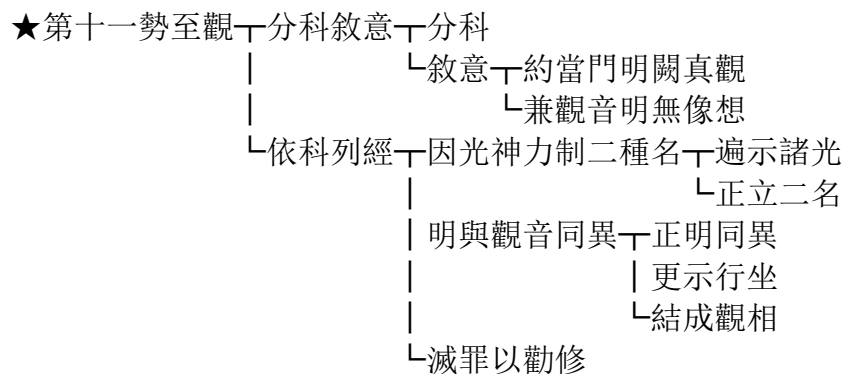 ★第十一勢至觀┬分科敘意┬分科
│ └敘意┬約當門明闕真觀
│ └兼觀音明無像想
└依科列經┬因光神力制二種名┬遍示諸光
│ └正立二名
│明與觀音同異┬正明同異
│ │更示行坐
│ └結成觀相
└滅罪以勸修